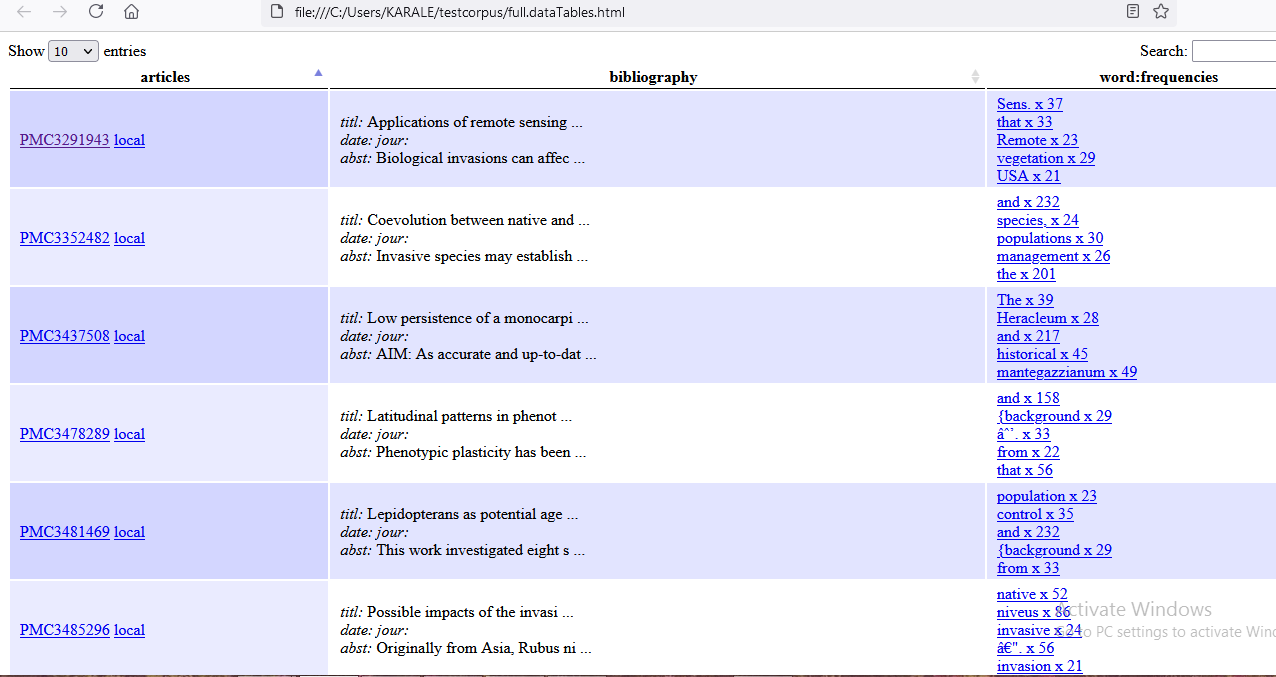 file:///C:/Users/KARALE/testcorpus/full.dataTables.html
Show 10 entries
Search:
articles
bibliography
word:frequencies
PMC3291943 local
titl: Applications of remote sensing ...
date: jour:
abst: Biological invasions can affec ...
Sens. x 37
that x 33
Remote x 23
vegetation x 29
USA x 21
PMC3352482 local
titl: Coevolution between native and ...
date: jour:
abst: Invasive species may establish ...
and x 232
species, x 24
populations x 30
management x 26
the x 201
PMC3437508 local
titl: Low persistence of a monocarpi ...
date: jour:
abst: AIM: As accurate and up-to-dat ...
The x 39
Heracleum x 28
and x 217
historical x 45
mantegazzianum x 49
PMC3478289 local
titl: Latitudinal patterns in phenot ...
date: jour:
abst: Phenotypic plasticity has been ...
and x 158
{background x 29
âˆ’. x 33
from x 22
that x 56
PMC3481469 local
titl: Lepidopterans as potential age ...
date: jour:
abst: This work investigated eight s ...
population x 23
control x 35
and x 232
{background x 29
from x 33
PMC3485296 local
titl: Possible impacts of the invasi ...
date: jour:
abst: Originally from Asia, Rubus ni ...
native x 52
niveus x 86
invasive x 24
â€". x 56
invasion x 21
Activate Windows
Go to PC settings to activate Win